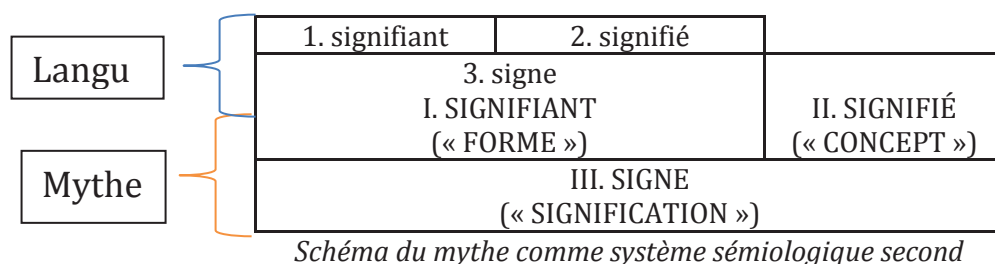 1. signifiant 2. signifié
Langu
3. signe
I. SIGNIFIANT II. SIGNIFIÉ
(« FORME ») (« CONCEPT »)
Mythe
III. SIGNE
(« SIGNIFICATION »)
Schéma du mythe comme système sémiologique second